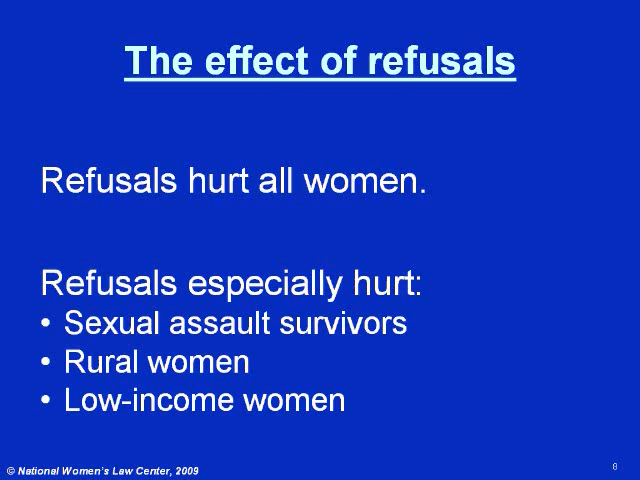 The effect of refusals
Refusals hurt all women.
Refusals especially hurt:
• Sexual assault survivors
• Rural women
• Low-income women
© National Women's Law Center, 2009
8